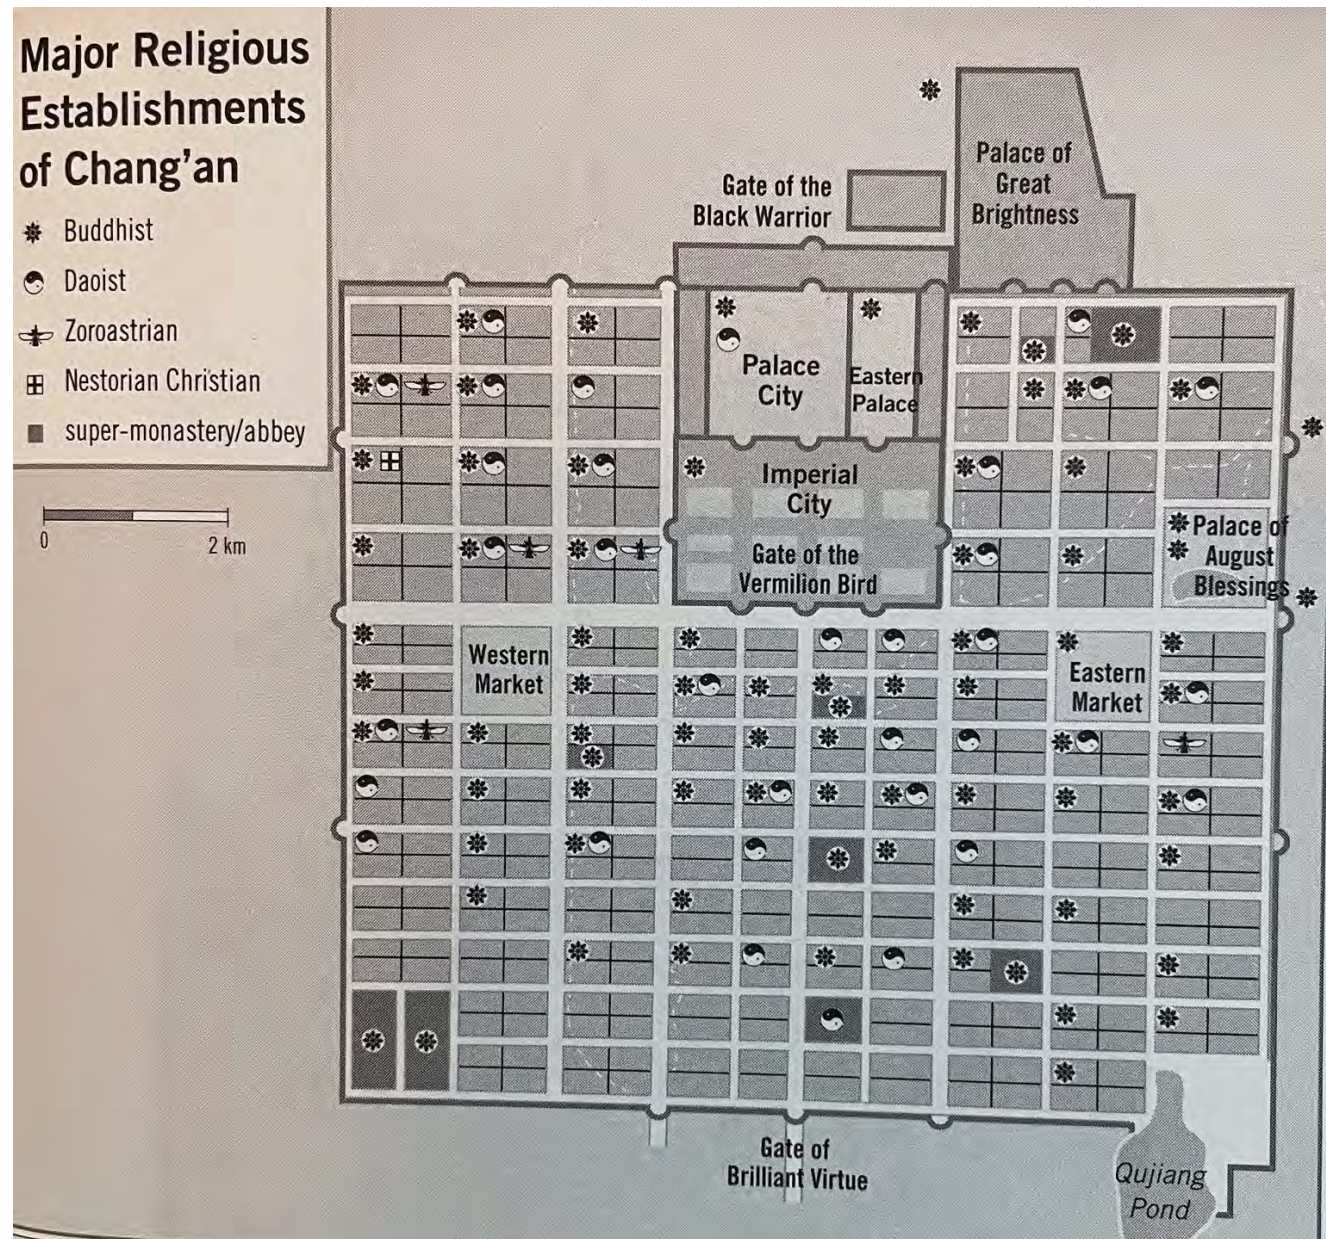 Major Religious
Establishments
of Chang'an
Buddhist
Daoist
Zoroastrian
Nestorian Christian
super-monastery/abbey
0
2 km
Palace of
Great
Brightness
Gate of the
Black Warrior
Palace
City
Eastern
Palace
Imperial
City
Gate of the
Vermilion Bird
Palace of
August
Blessings
Western
Market
Eastern
Market
Gate of
Brilliant Virtue
Qujiang
Pond